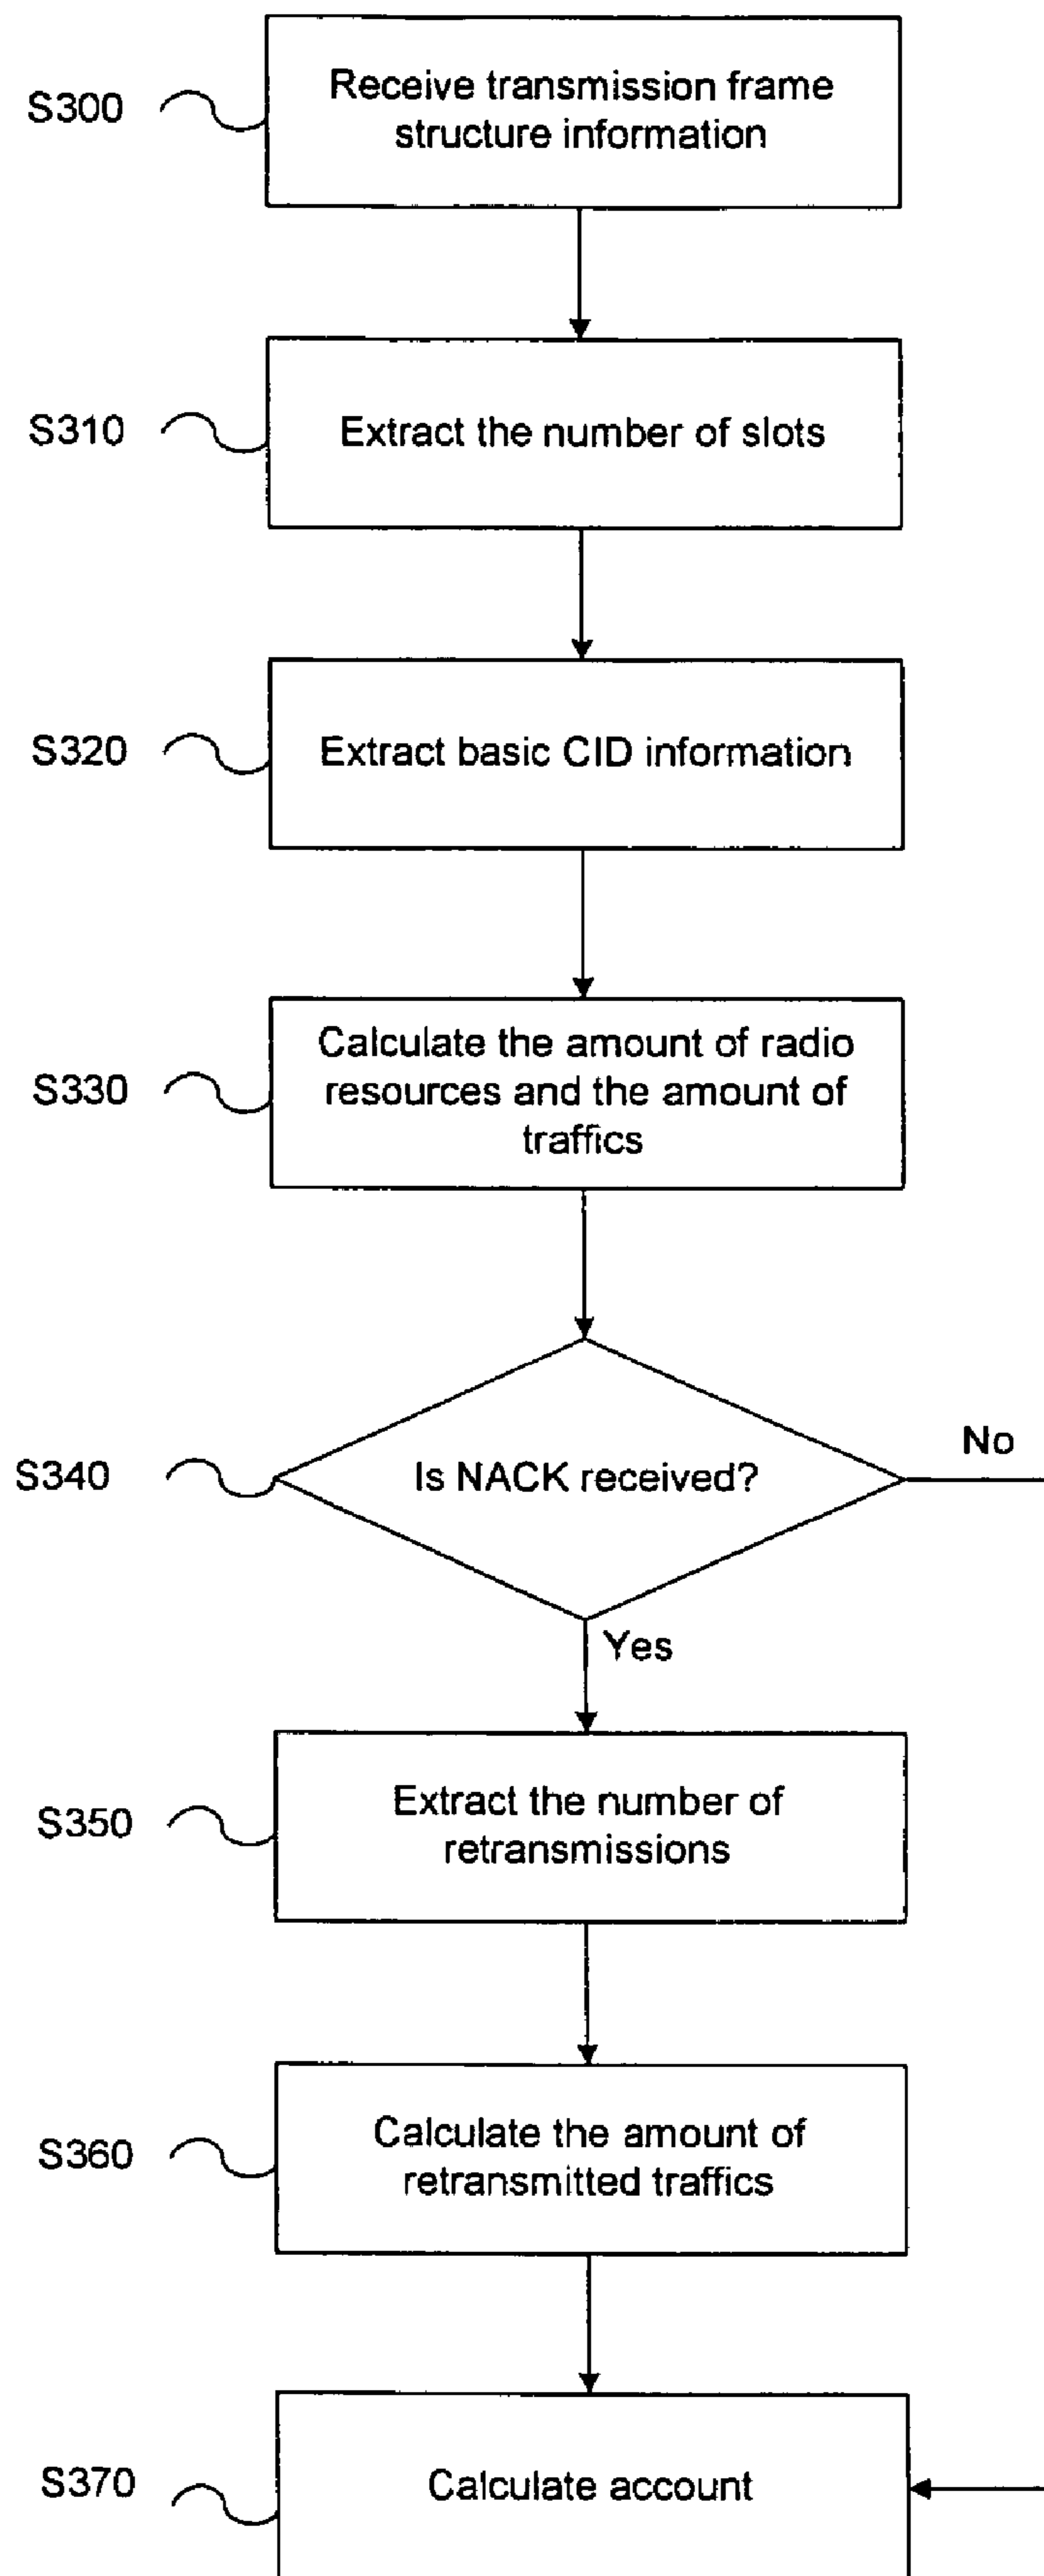 S300
Receive transmission frame
structure information
S310
Extract the number of slots
S320
Extract basic CID information
S330
Calculate the amount of radio
resources and the amount of
traffics
S340
Is NACK received?
No
Yes
S350
Extract the number of
retransmissions
S360
Calculate the amount of
retransmitted traffics
S370
Calculate account